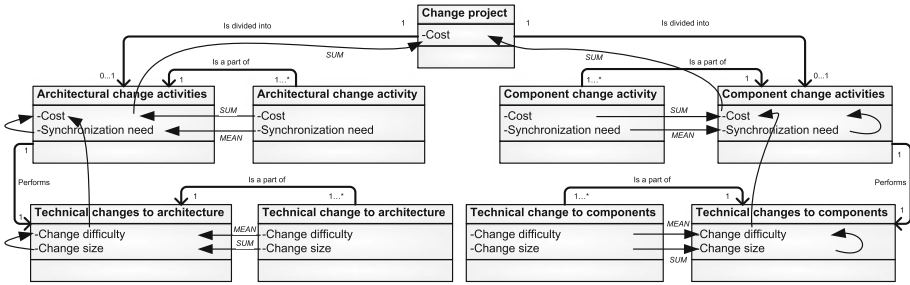 Change project
-Cost
1
1
Is divided into
Is divided into
SUM
SUM
0...1
0...1
Is a part of
1
1...*
Is a part of
1...*
1
Architectural change activities
-Cost
-Synchronization need
SUM
MEAN
Architectural change activity
-Cost
-Synchronization need
Component change activity
-Cost
-Synchronization need
SUM
MEAN
Component change activities
-Cost
-Synchronization need
1
Performs
1
1
Performs
1
Is a part of
1
1...*
Is a part of
1...*
1
Technical changes to architecture
-Change difficulty
-Change size
MEAN
SUM
Technical change to architecture
-Change difficulty
-Change size
Technical change to components
-Change difficulty
-Change size
MEAN
SUM
Technical changes to components
-Change difficulty
-Change size